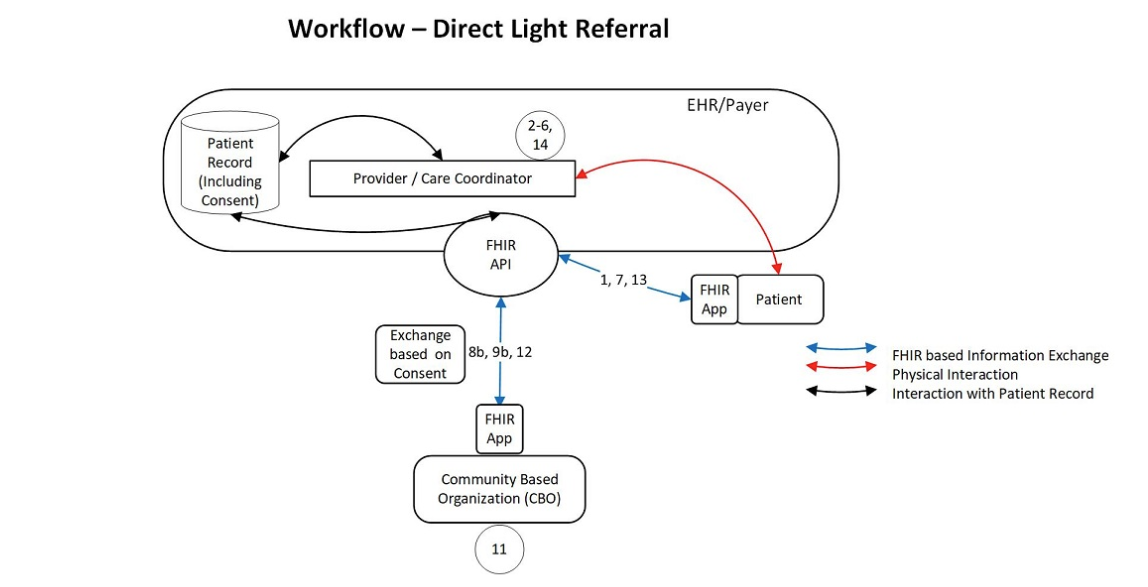 Workflow – Direct Light Referral
EHR/Payer
2-6,
14
Patient
Record
(Including
Consent)
Provider / Care Coordinator
FHIR
API
1, 7, 13
FHIR
App
Patient
Exchange
based on
Consent
8b, 9b, 12
FHIR based Information Exchange
Physical Interaction
Interaction with Patient Record
FHIR
App
Community Based
Organization (CBO)
11